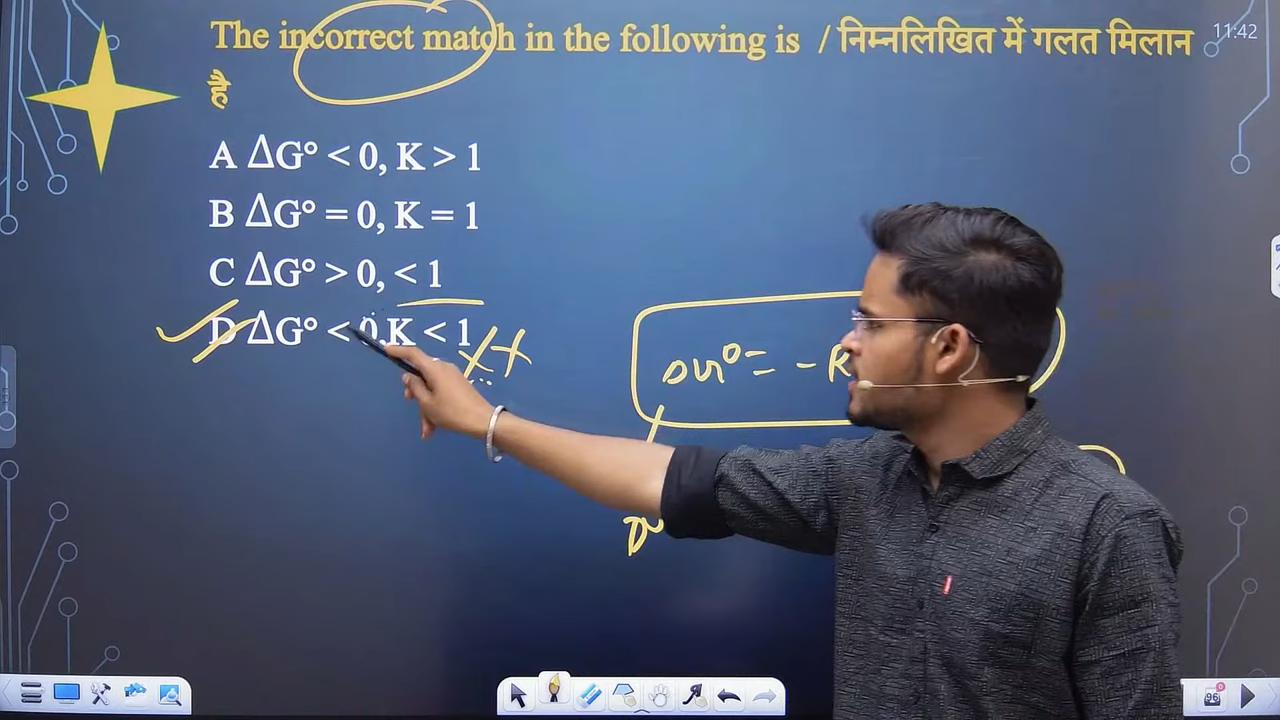 The incorrect match in the following is / निम्नलिखित में गलत मिलान
है
11:42
A ΔG° < 0, K > 1
B ΔG° = 0, K = 1
C ΔG° > 0, < 1
D ΔG° < 0,K < 1
= -R
96